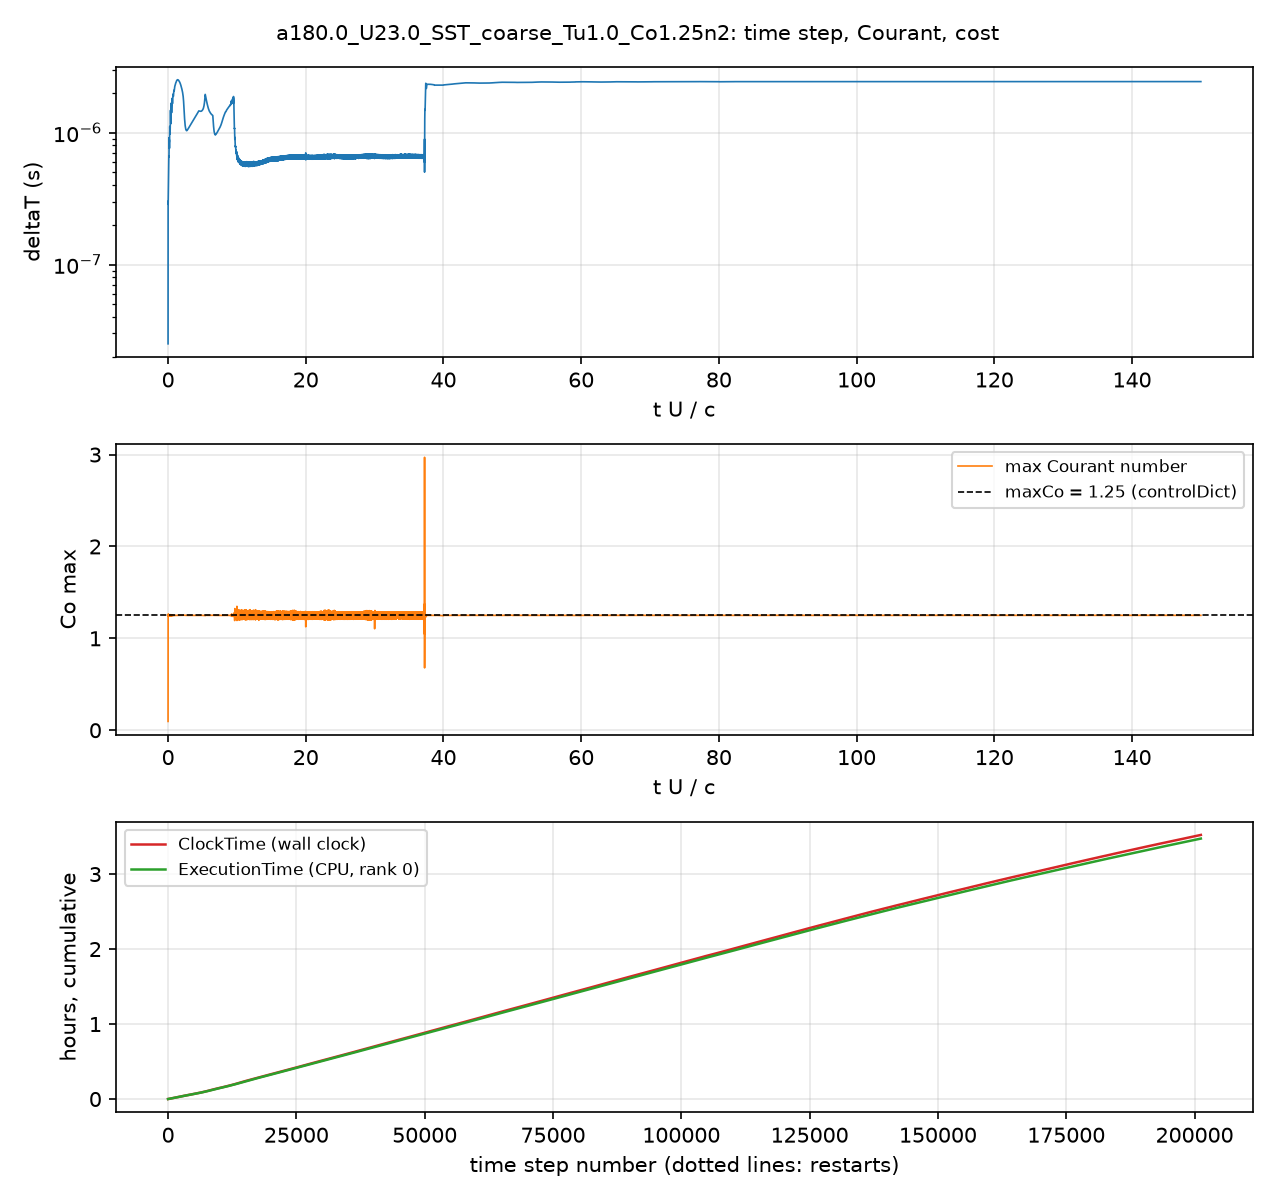 a180.0_U23.0_SST_coarse_Tu1.0_Co1.25n2: time step, Courant, cost
deltaT (s)
10⁻⁶
10⁻⁷
0 20 40 60 80 100 120 140
t U / c
Co max
3
2
1
0
max Courant number
maxCo = 1.25 (controlDict)
0 20 40 60 80 100 120 140
t U / c
hours, cumulative
3
2
1
0
ClockTime (wall clock)
ExecutionTime (CPU, rank 0)
0 25000 50000 75000 100000 125000 150000 175000 200000
time step number (dotted lines: restarts)